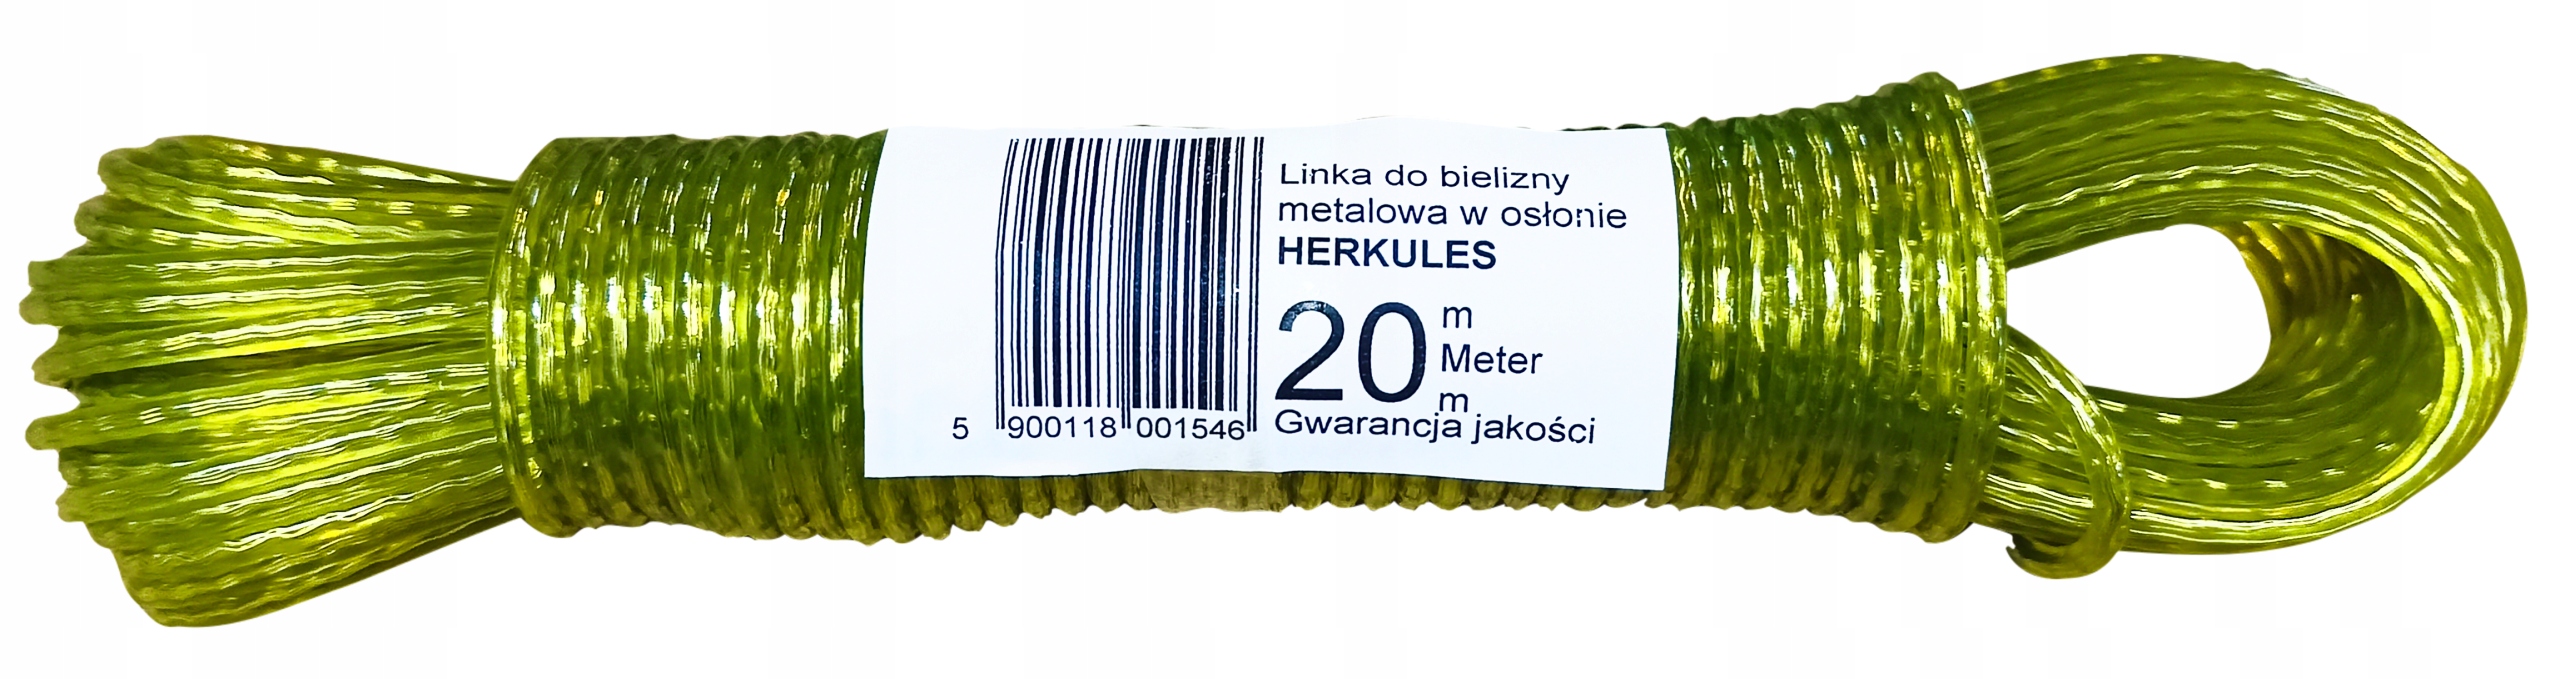 Linka do bielizny
metalowa w osłonie
HERKULES
20 m
Meter
m
Gwarancja jakości
5 900118 001546